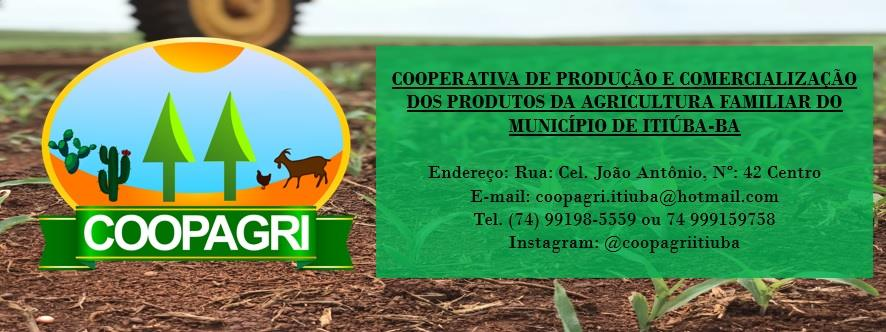 COOPAGRI
COOPERATIVA DE PRODUÇÃO E COMERCIALIZAÇÃO
DOS PRODUTOS DA AGRICULTURA FAMILIAR DO
MUNICÍPIO DE ITIÚBA-BA
Endereço: Rua: Cel. João Antônio, Nº: 42 Centro
E-mail: coopagri.itiuba@hotmail.com
Tel. (74) 99198-5559 ou 74 999159758
Instagram: @coopagriitiuba